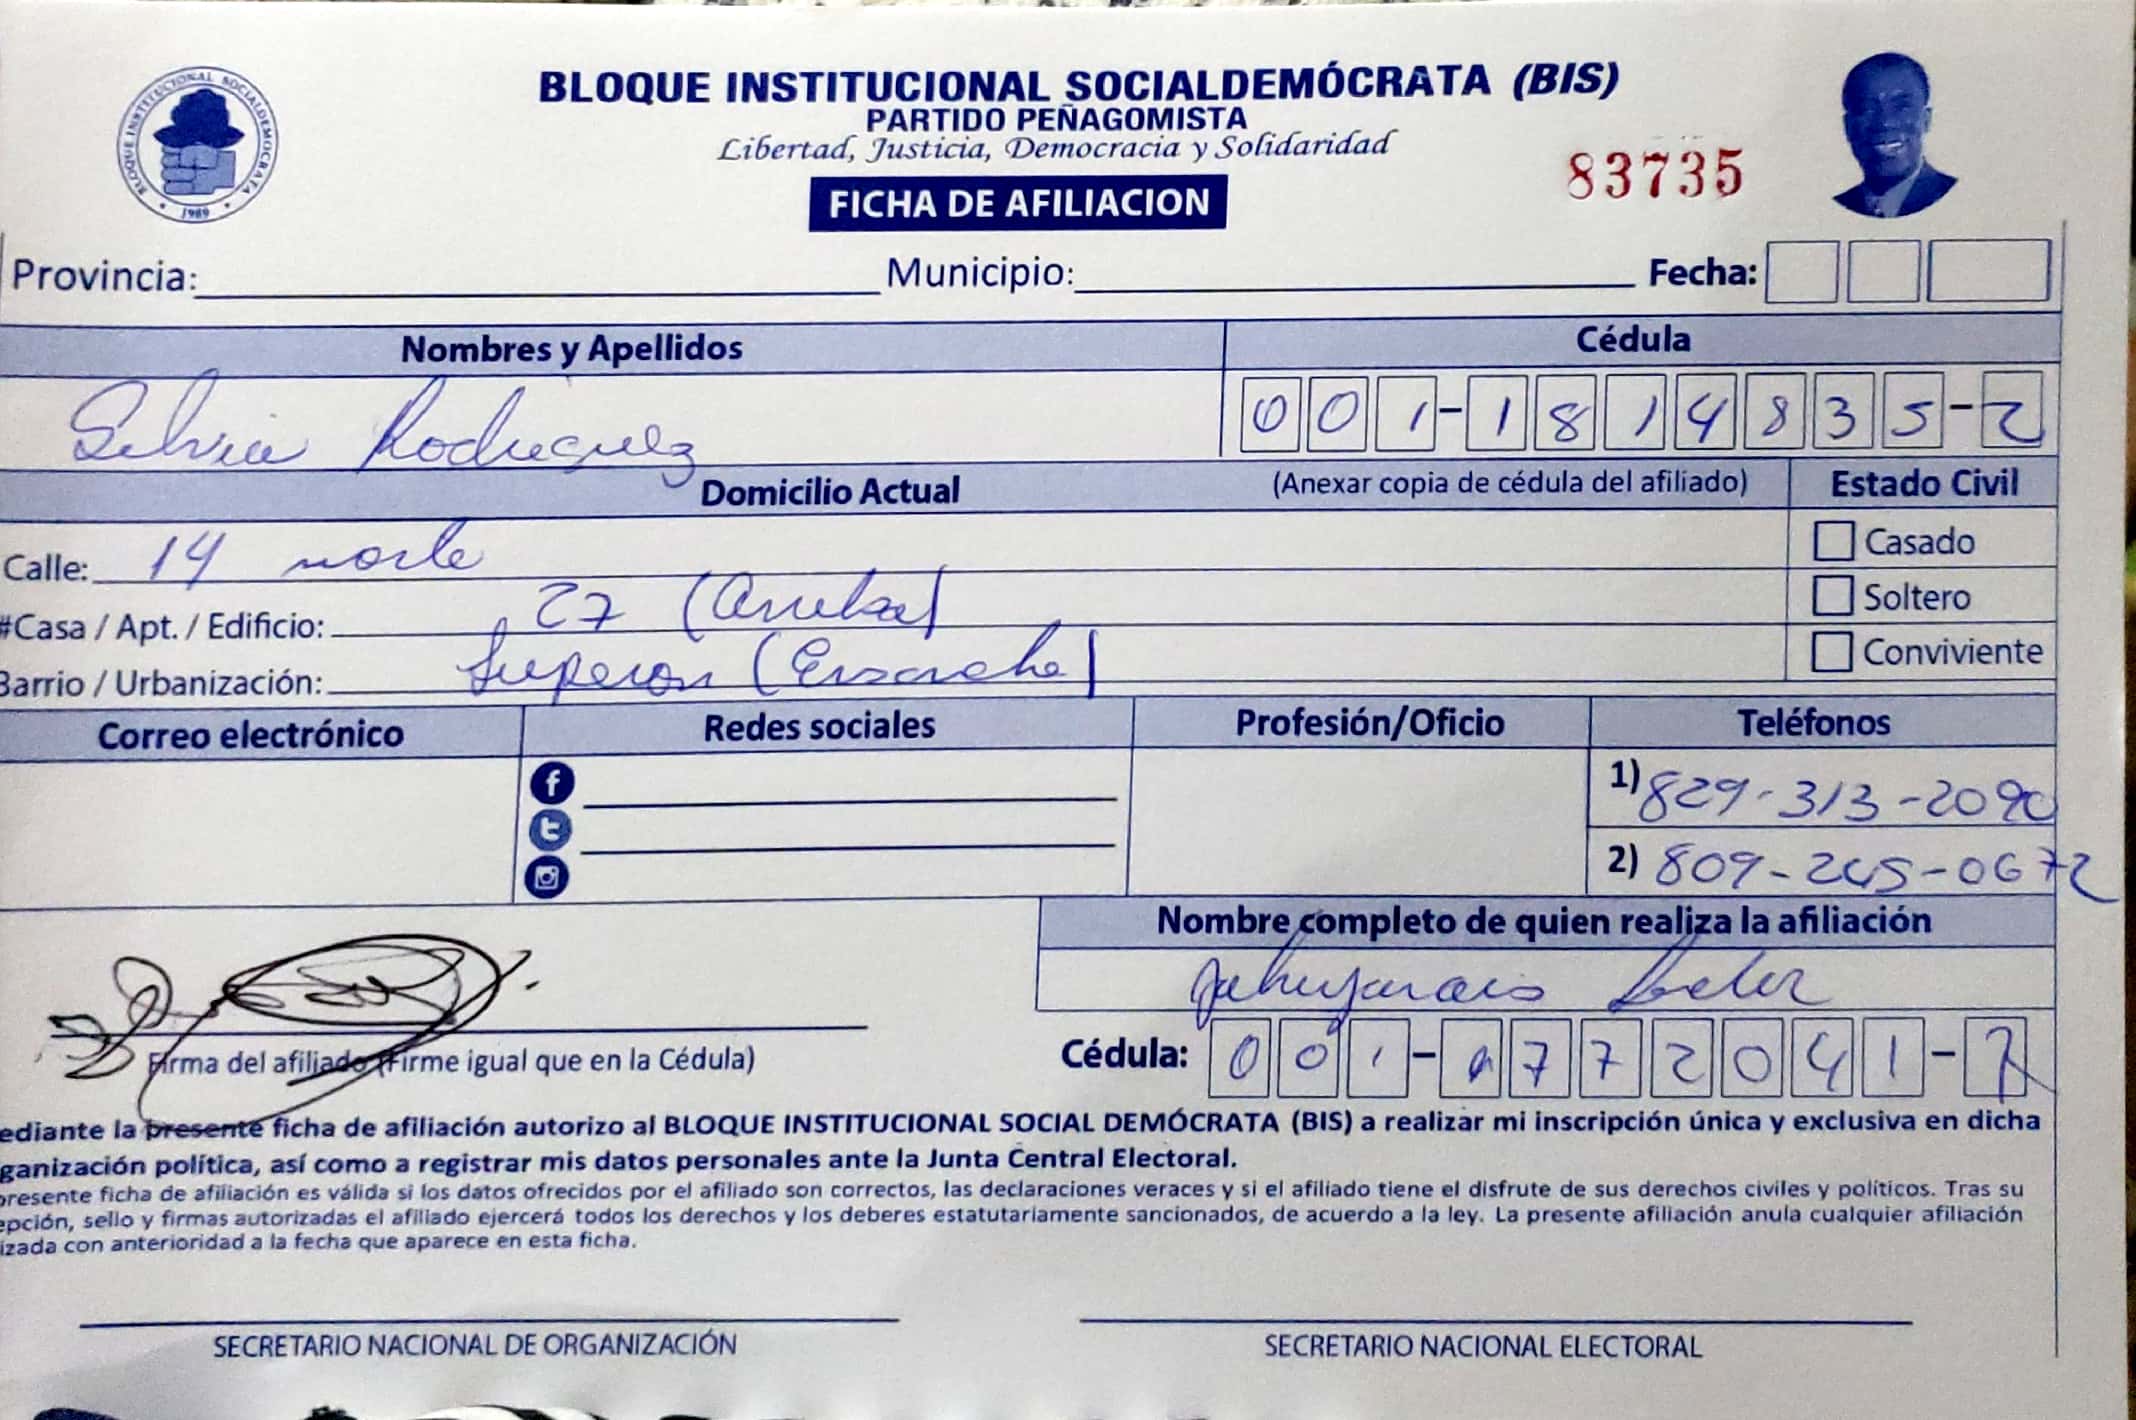 BLOQUE INSTITUCIONAL SOCIALDEMOCRATA
1989
BLOQUE INSTITUCIONAL SOCIALDEMÓCRATA (BIS)
PARTIDO PEÑAGOMISTA
Libertad, Justicia, Democracia y Solidaridad
83735
FICHA DE AFILIACION
Provincia: Municipio: Fecha:
Nombres y Apellidos Cédula
Silvia Rodriguez 001-1814835-2
Domicilio Actual (Anexar copia de cédula del afiliado) Estado Civil
Calle: 14 norte Casado
#Casa / Apt. / Edificio: 27 (Arriba) Soltero
Barrio / Urbanización: Luperon (Ensanche) Conviviente
Correo electrónico Redes sociales Profesión/Oficio Teléfonos
1) 829-313-2090
2) 809-245-0672
Nombre completo de quien realiza la afiliación
Firma del afiliado (Firme igual que en la Cédula) Cédula: 001-1772041-7
ediante la presente ficha de afiliación autorizo al BLOQUE INSTITUCIONAL SOCIAL DEMÓCRATA (BIS) a realizar mi inscripción única y exclusiva en dicha
ganización política, así como a registrar mis datos personales ante la Junta Central Electoral.
presente ficha de afiliación es válida si los datos ofrecidos por el afiliado son correctos, las declaraciones veraces y si el afiliado tiene el disfrute de sus derechos civiles y políticos. Tras su
epción, sello y firmas autorizadas el afiliado ejercerá todos los derechos y los deberes estatutariamente sancionados, de acuerdo a la ley. La presente afiliación anula cualquier afiliación
izada con anterioridad a la fecha que aparece en esta ficha.
SECRETARIO NACIONAL DE ORGANIZACIÓN SECRETARIO NACIONAL ELECTORAL